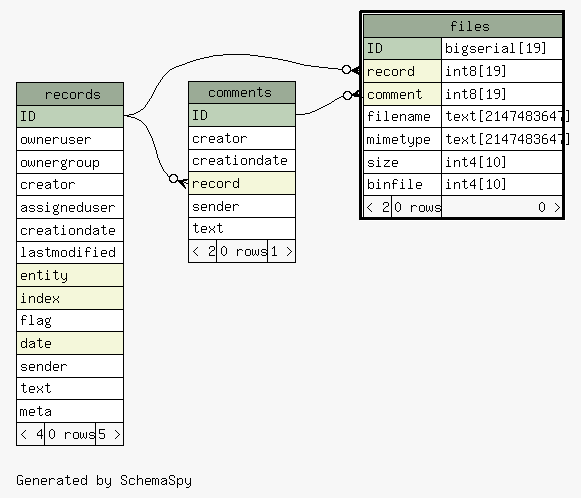 records
ID
owneruser
ownergroup
creator
assigneduser
creationdate
lastmodified
entity
index
flag
date
sender
text
meta
< 4 0 rows 5 >
comments
ID
creator
creationdate
record
sender
text
< 2 0 rows 1 >
files
ID bigserial[19]
record int8[19]
comment int8[19]
filename text[2147483647]
mimetype text[2147483647]
size int4[10]
binfile int4[10]
< 2 0 rows 0 >
Generated by SchemaSpy